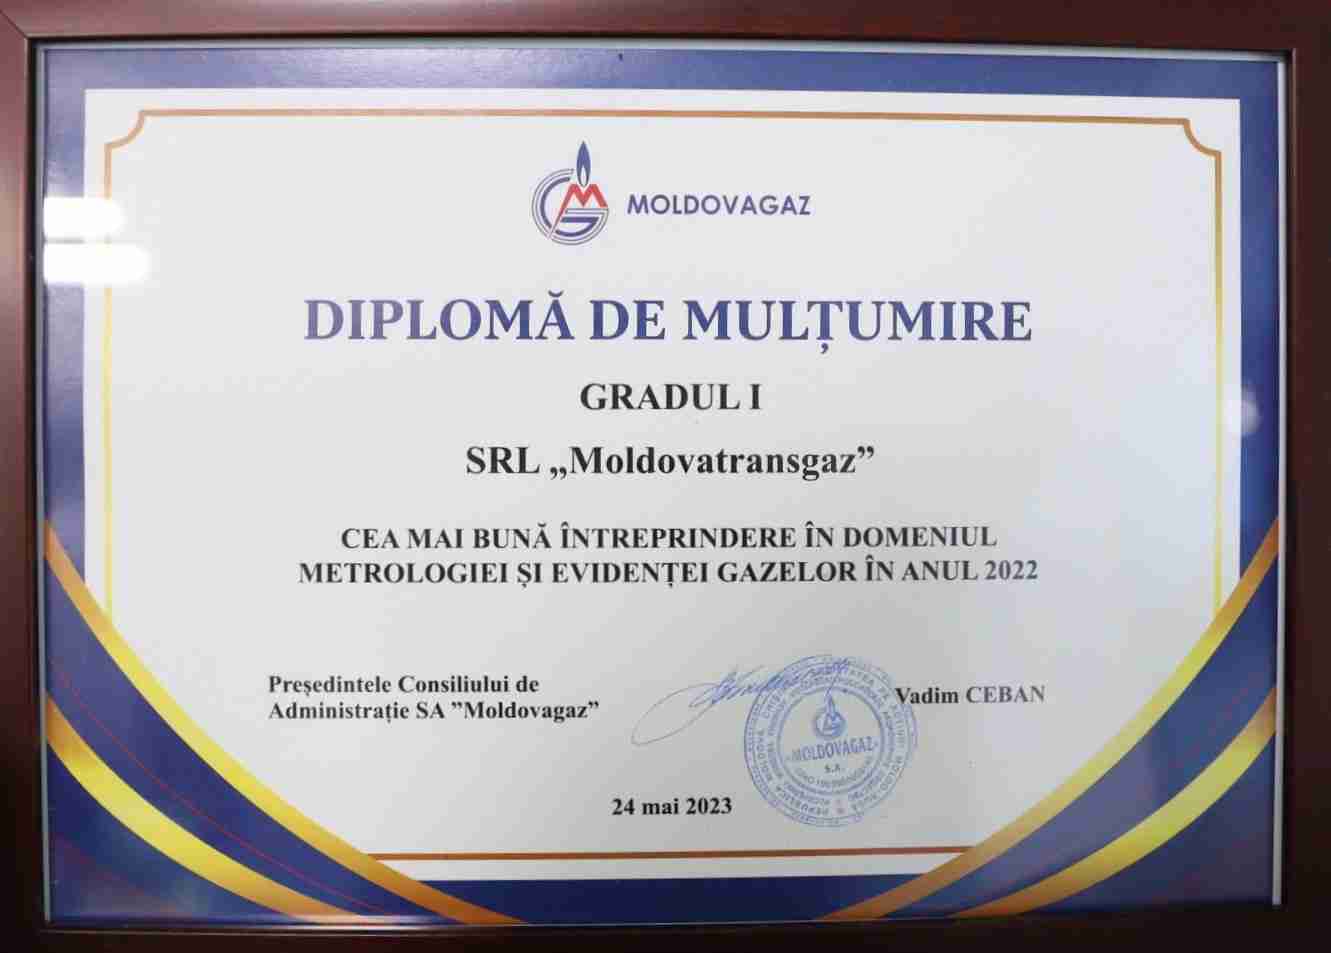 MOLDOVAGAZ
DIPLOMĂ DE MULȚUMIRE
GRADUL I
SRL „Moldovatransgaz”
CEA MAI BUNĂ ÎNTREPRINDERE ÎN DOMENIUL
METROLOGIEI ȘI EVIDENȚEI GAZELOR ÎN ANUL 2022
Președintele Consiliului de
Administrație SA ”Moldovagaz”
Vadim CEBAN
MOLDOVAGAZ
S.A.
24 mai 2023